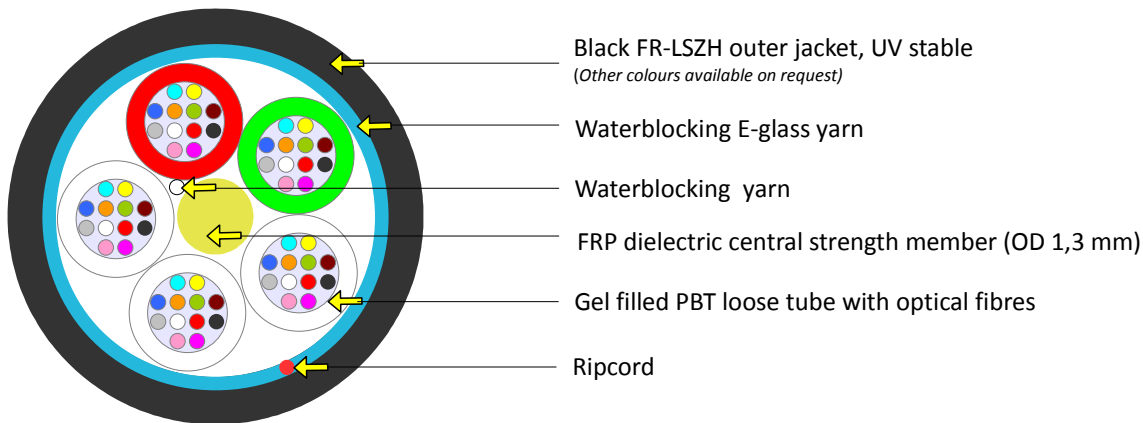 Black FR-LSZH outer jacket, UV stable
(Other colours available on request)
Waterblocking E-glass yarn
Waterblocking  yarn
FRP dielectric central strength member (OD 1,3 mm)
Gel filled PBT loose tube with optical fibres
Ripcord